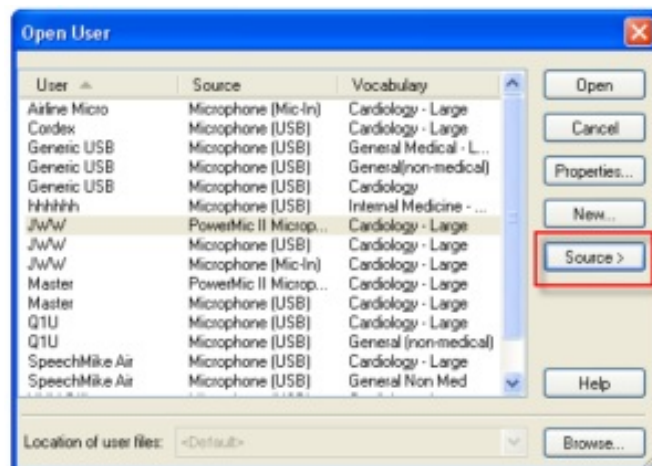 Open User
User Source Vocabulary
Airline Micro Microphone (Mic-In) Cardiology - Large
Cordex Microphone (USB) Cardiology - Large
Generic USB Microphone (USB) General Medical - L...
Generic USB Microphone (USB) General(non-medical)
Generic USB Microphone (USB) Cardiology
hhhhhh Microphone (USB) Internal Medicine - ...
JWW PowerMic II Microp... Cardiology - Large
JWW Microphone (USB) Cardiology - Large
JWW Microphone (Mic-In) Cardiology - Large
Master PowerMic II Microp... Cardiology - Large
Master Microphone (USB) Cardiology - Large
Q1U Microphone (USB) Cardiology - Large
Q1U Microphone (USB) General (non-medical)
SpeechMike Air Microphone (USB) Cardiology - Large
SpeechMike Air Microphone (USB) General Non Med
Open
Cancel
Properties...
New...
Source >
Help
Location of user files: <Default>
Browse...